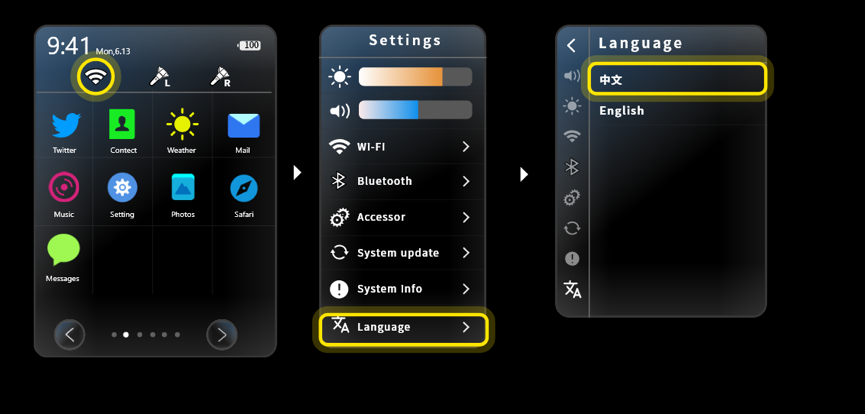 9:41 Mon,6.13
100
L
R
Twitter
Contect
Weather
Mail
Music
Setting
Photos
Safari
Messages
Settings
WI-FI
Bluetooth
Accessor
System update
System Info
Language
Language
中文
English